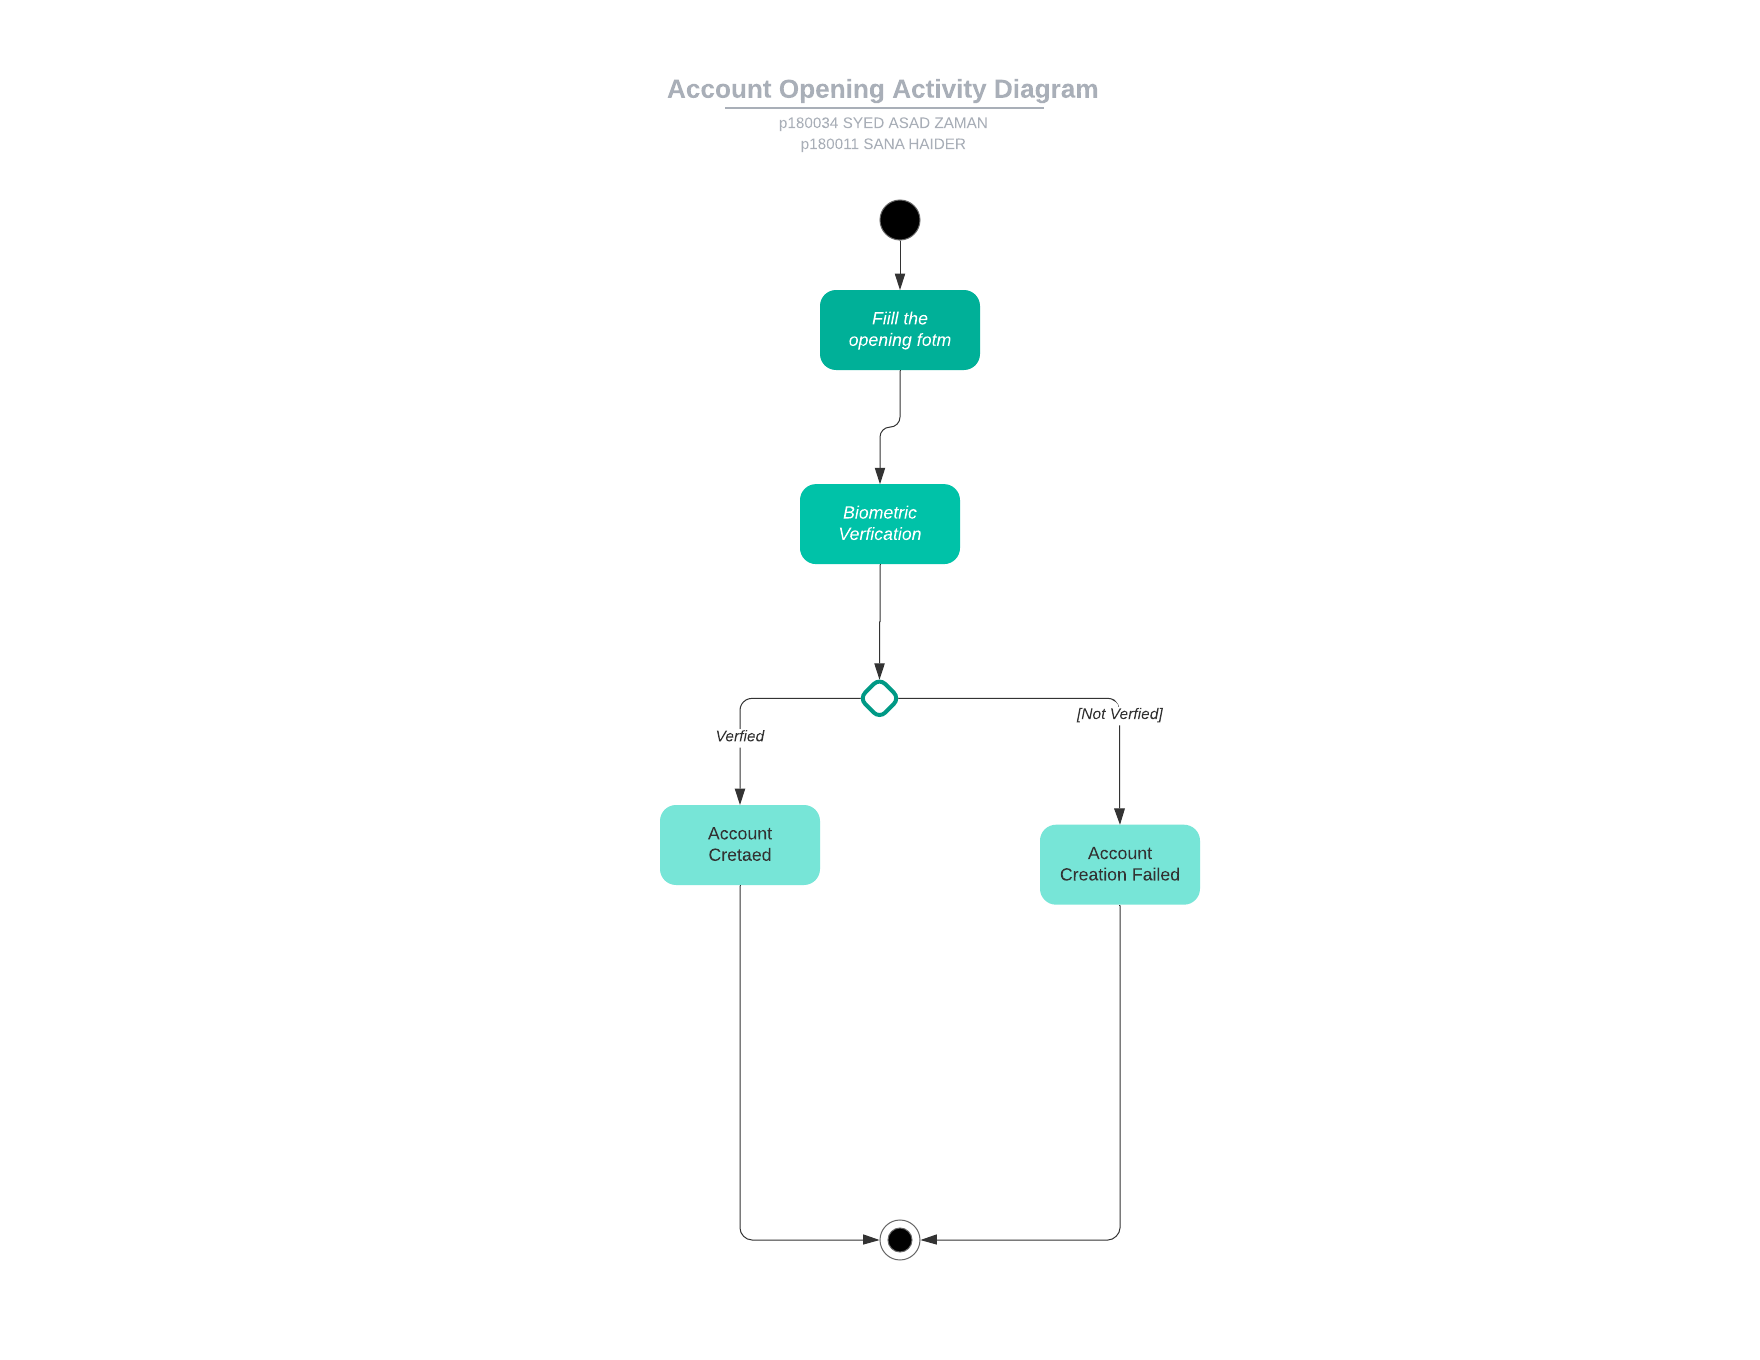 Account Opening Activity Diagram
p180034 SYED ASAD ZAMAN
p180011 SANA HAIDER
Fiill the
opening fotm
Biometric
Verfication
[Not Verfied]
Verfied
Account
Cretaed
Account
Creation Failed